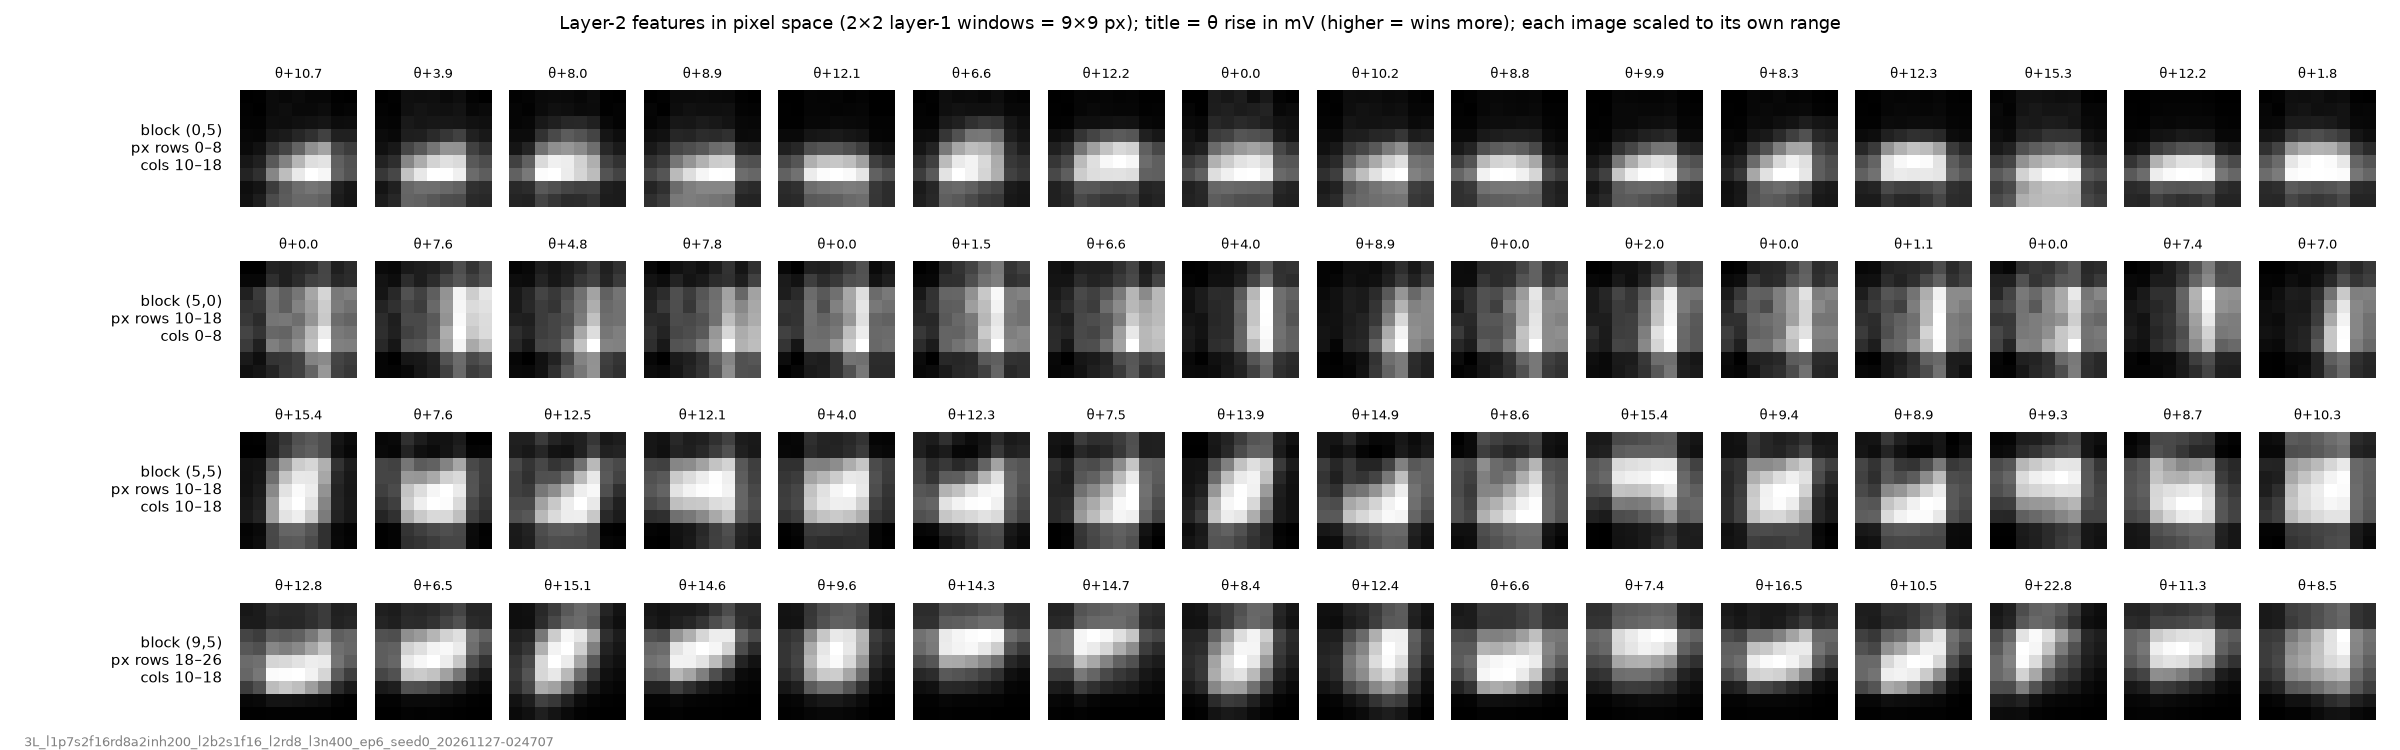 Layer-2 features in pixel space (2×2 layer-1 windows = 9×9 px); title = θ rise in mV (higher = wins more); each image scaled to its own range
θ+10.7 θ+3.9 θ+8.0 θ+8.9 θ+12.1 θ+6.6 θ+12.2 θ+0.0 θ+10.2 θ+8.8 θ+9.9 θ+8.3 θ+12.3 θ+15.3 θ+12.2 θ+1.8
block (0,5)
px rows 0–8
cols 10–18
θ+0.0 θ+7.6 θ+4.8 θ+7.8 θ+0.0 θ+1.5 θ+6.6 θ+4.0 θ+8.9 θ+0.0 θ+2.0 θ+0.0 θ+1.1 θ+0.0 θ+7.4 θ+7.0
block (5,0)
px rows 10–18
cols 0–8
θ+15.4 θ+7.6 θ+12.5 θ+12.1 θ+4.0 θ+12.3 θ+7.5 θ+13.9 θ+14.9 θ+8.6 θ+15.4 θ+9.4 θ+8.9 θ+9.3 θ+8.7 θ+10.3
block (5,5)
px rows 10–18
cols 10–18
θ+12.8 θ+6.5 θ+15.1 θ+14.6 θ+9.6 θ+14.3 θ+14.7 θ+8.4 θ+12.4 θ+6.6 θ+7.4 θ+16.5 θ+10.5 θ+22.8 θ+11.3 θ+8.5
block (9,5)
px rows 18–26
cols 10–18
3L_l1p7s2f16rd8a2inh200_l2b2s1f16_l2rd8_l3n400_ep6_seed0_20261127-024707